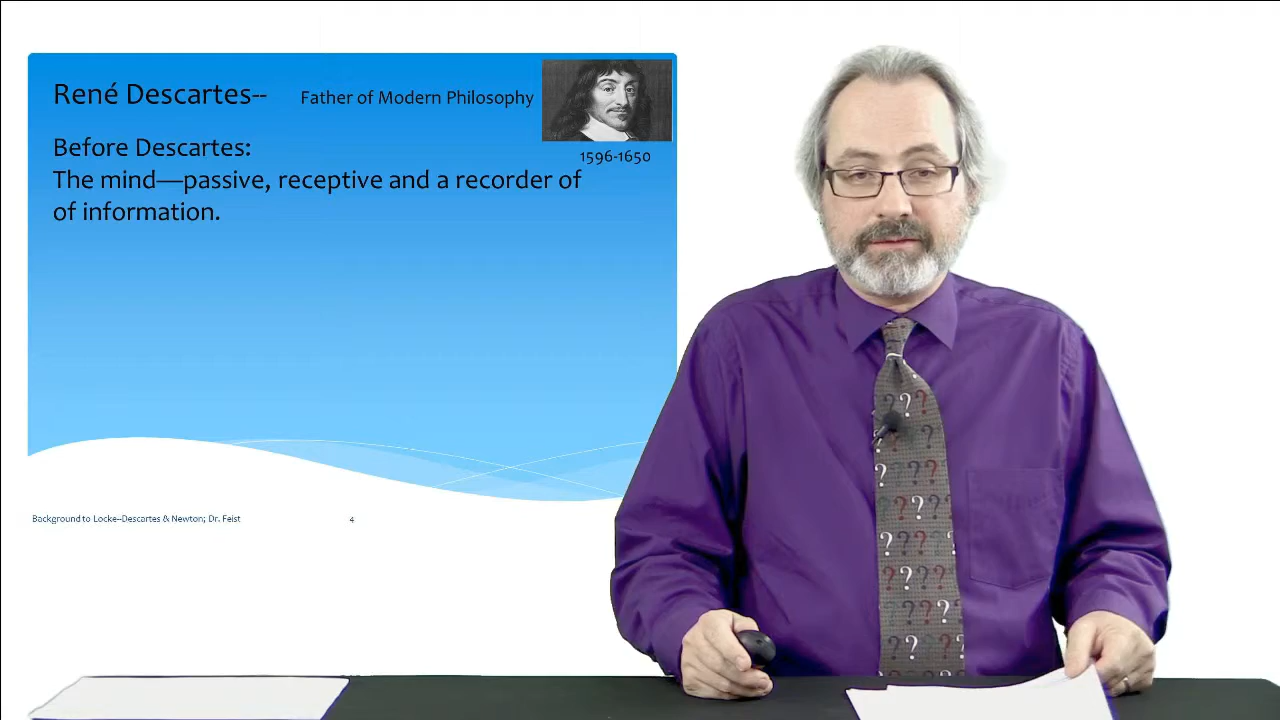 René Descartes-- Father of Modern Philosophy
1596-1650
Before Descartes:
The mind—passive, receptive and a recorder of
of information.
Background to Locke--Descartes & Newton; Dr. Feist 4